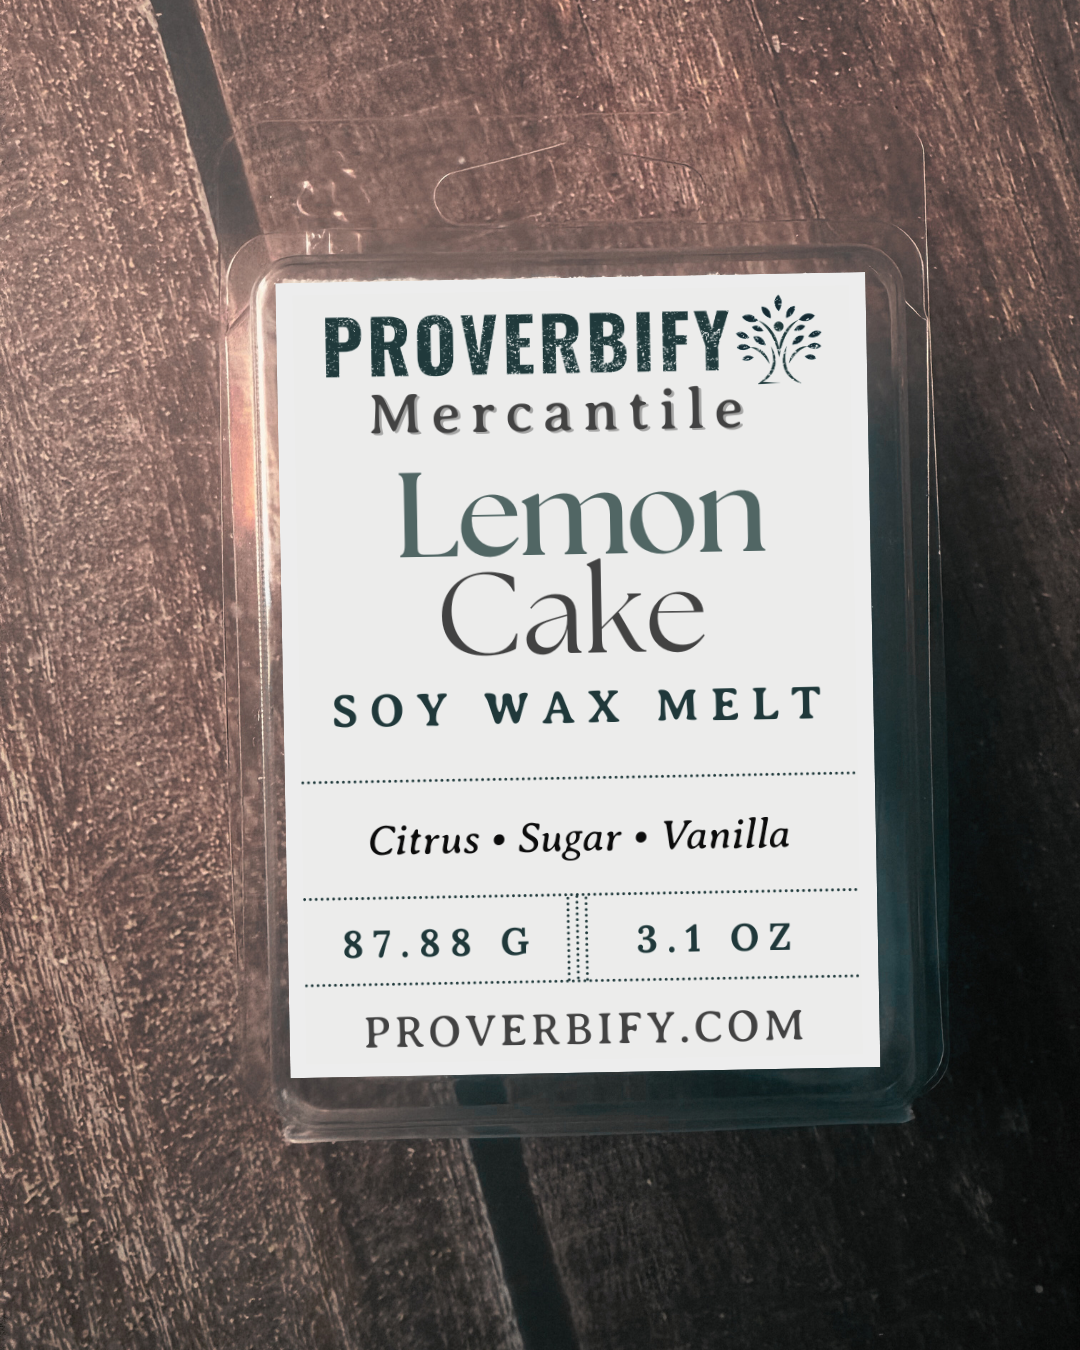 PROVERBIFY
Mercantile
Lemon
Cake
SOY WAX MELT
Citrus • Sugar • Vanilla
87.88 G 3.1 OZ
PROVERBIFY.COM